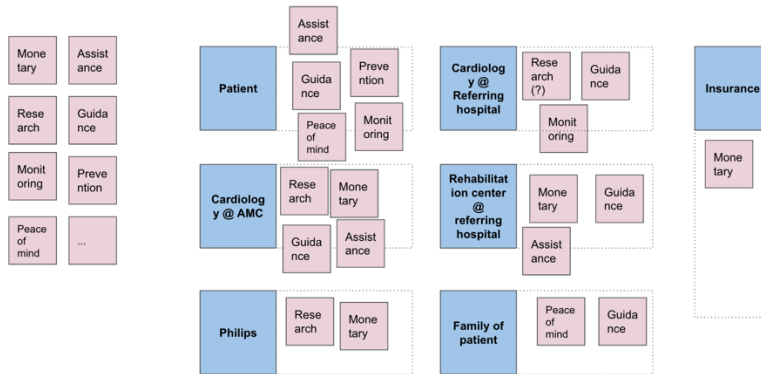 Mone
tary
Assist
ance
Rese
arch
Guida
nce
Monit
oring
Preve
ntion
Peace
of
mind
...
Patient
Assist
ance
Guida
nce
Preve
ntion
Peace
of mind
Monit
oring
Cardiolog
y @
Referring
hospital
Rese
arch
(?)
Guida
nce
Monit
oring
Insurance
Mone
tary
Cardiolog
y @ AMC
Rese
arch
Mone
tary
Guida
nce
Assist
ance
Rehabilitat
ion center
@
referring
hospital
Mone
tary
Guida
nce
Assist
ance
Philips
Rese
arch
Mone
tary
Family of
patient
Peace
of
mind
Guida
nce